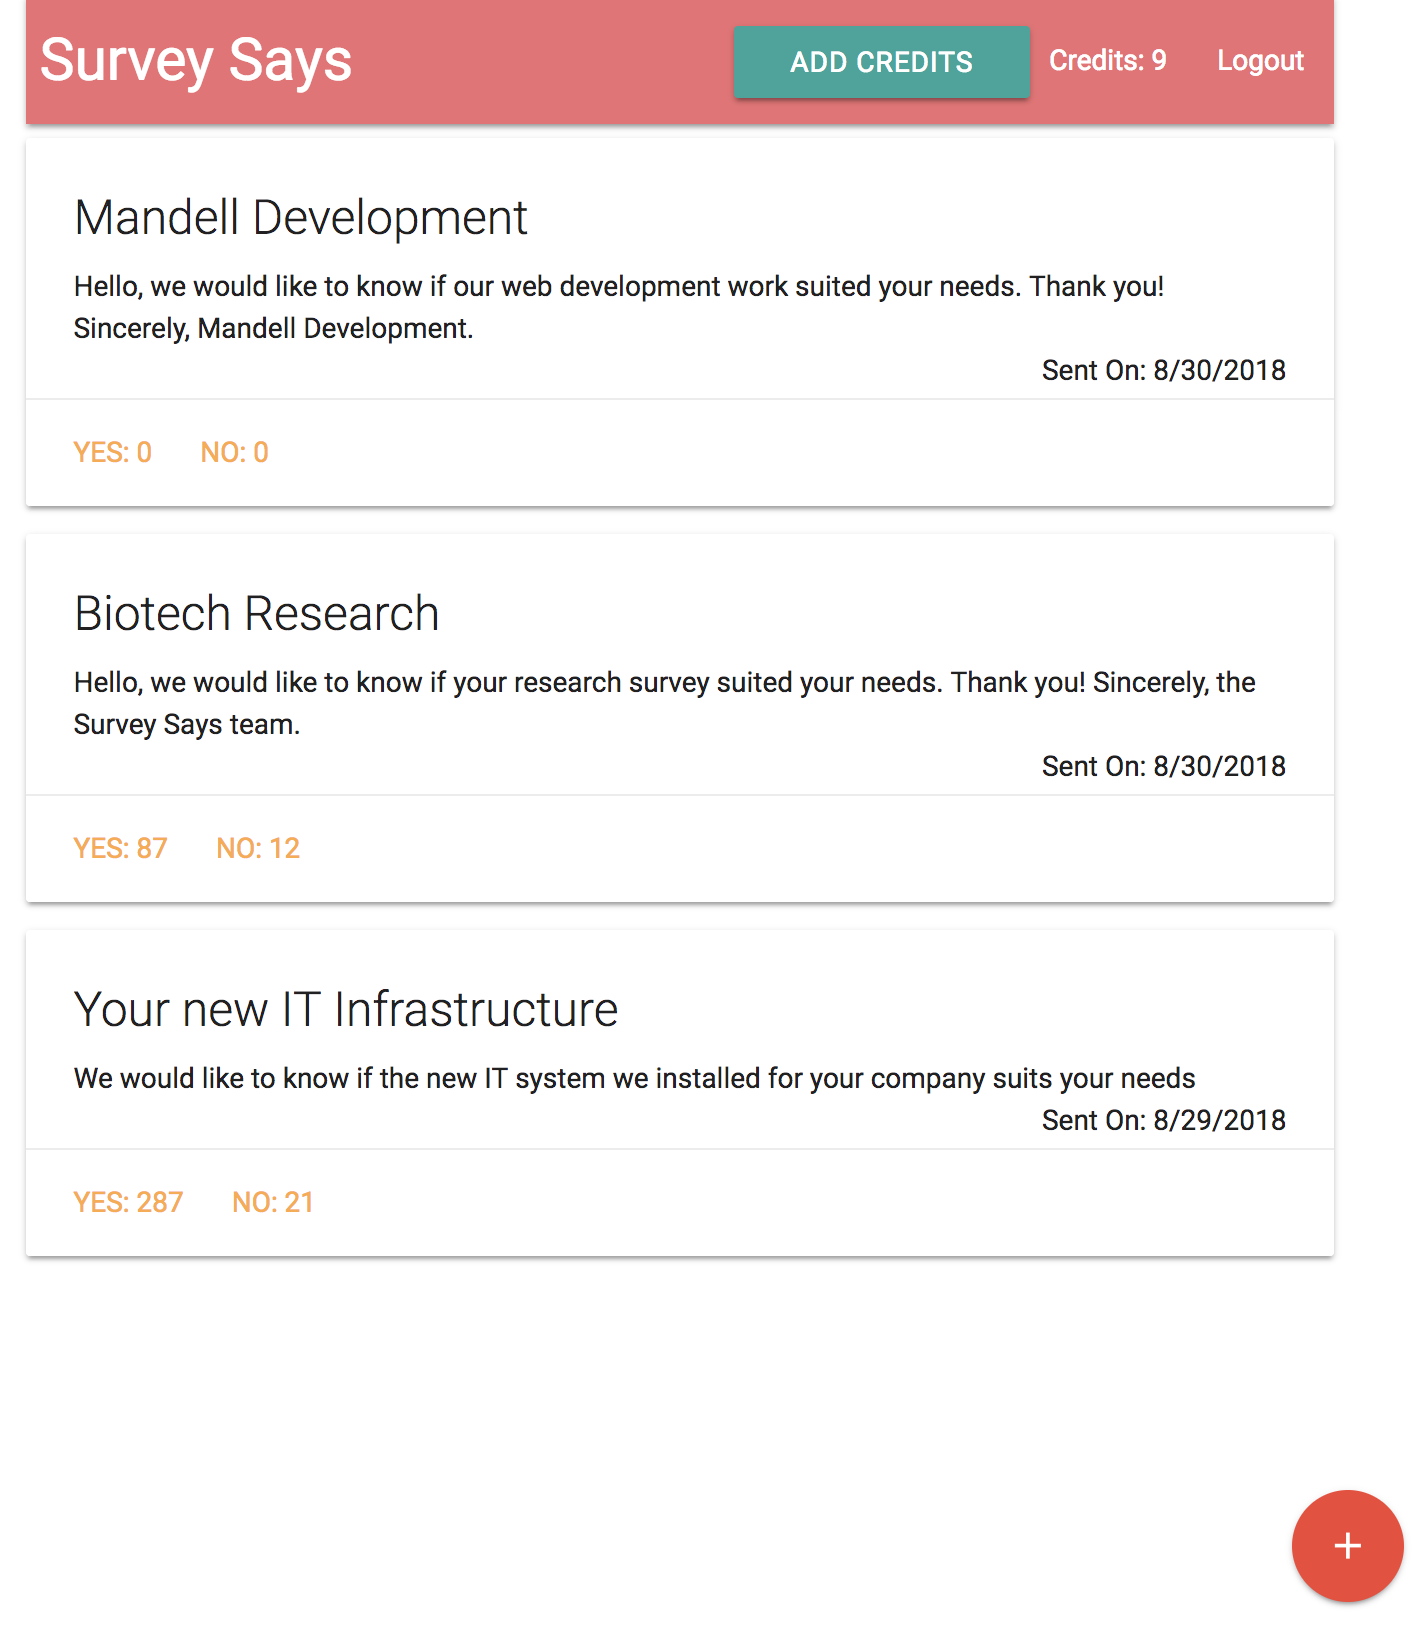 Survey Says
ADD CREDITS
Credits: 9
Logout
Mandell Development
Hello, we would like to know if our web development work suited your needs. Thank you!
Sincerely, Mandell Development.
Sent On: 8/30/2018
YES: 0 NO: 0
Biotech Research
Hello, we would like to know if your research survey suited your needs. Thank you! Sincerely, the
Survey Says team.
Sent On: 8/30/2018
YES: 87 NO: 12
Your new IT Infrastructure
We would like to know if the new IT system we installed for your company suits your needs
Sent On: 8/29/2018
YES: 287 NO: 21
+